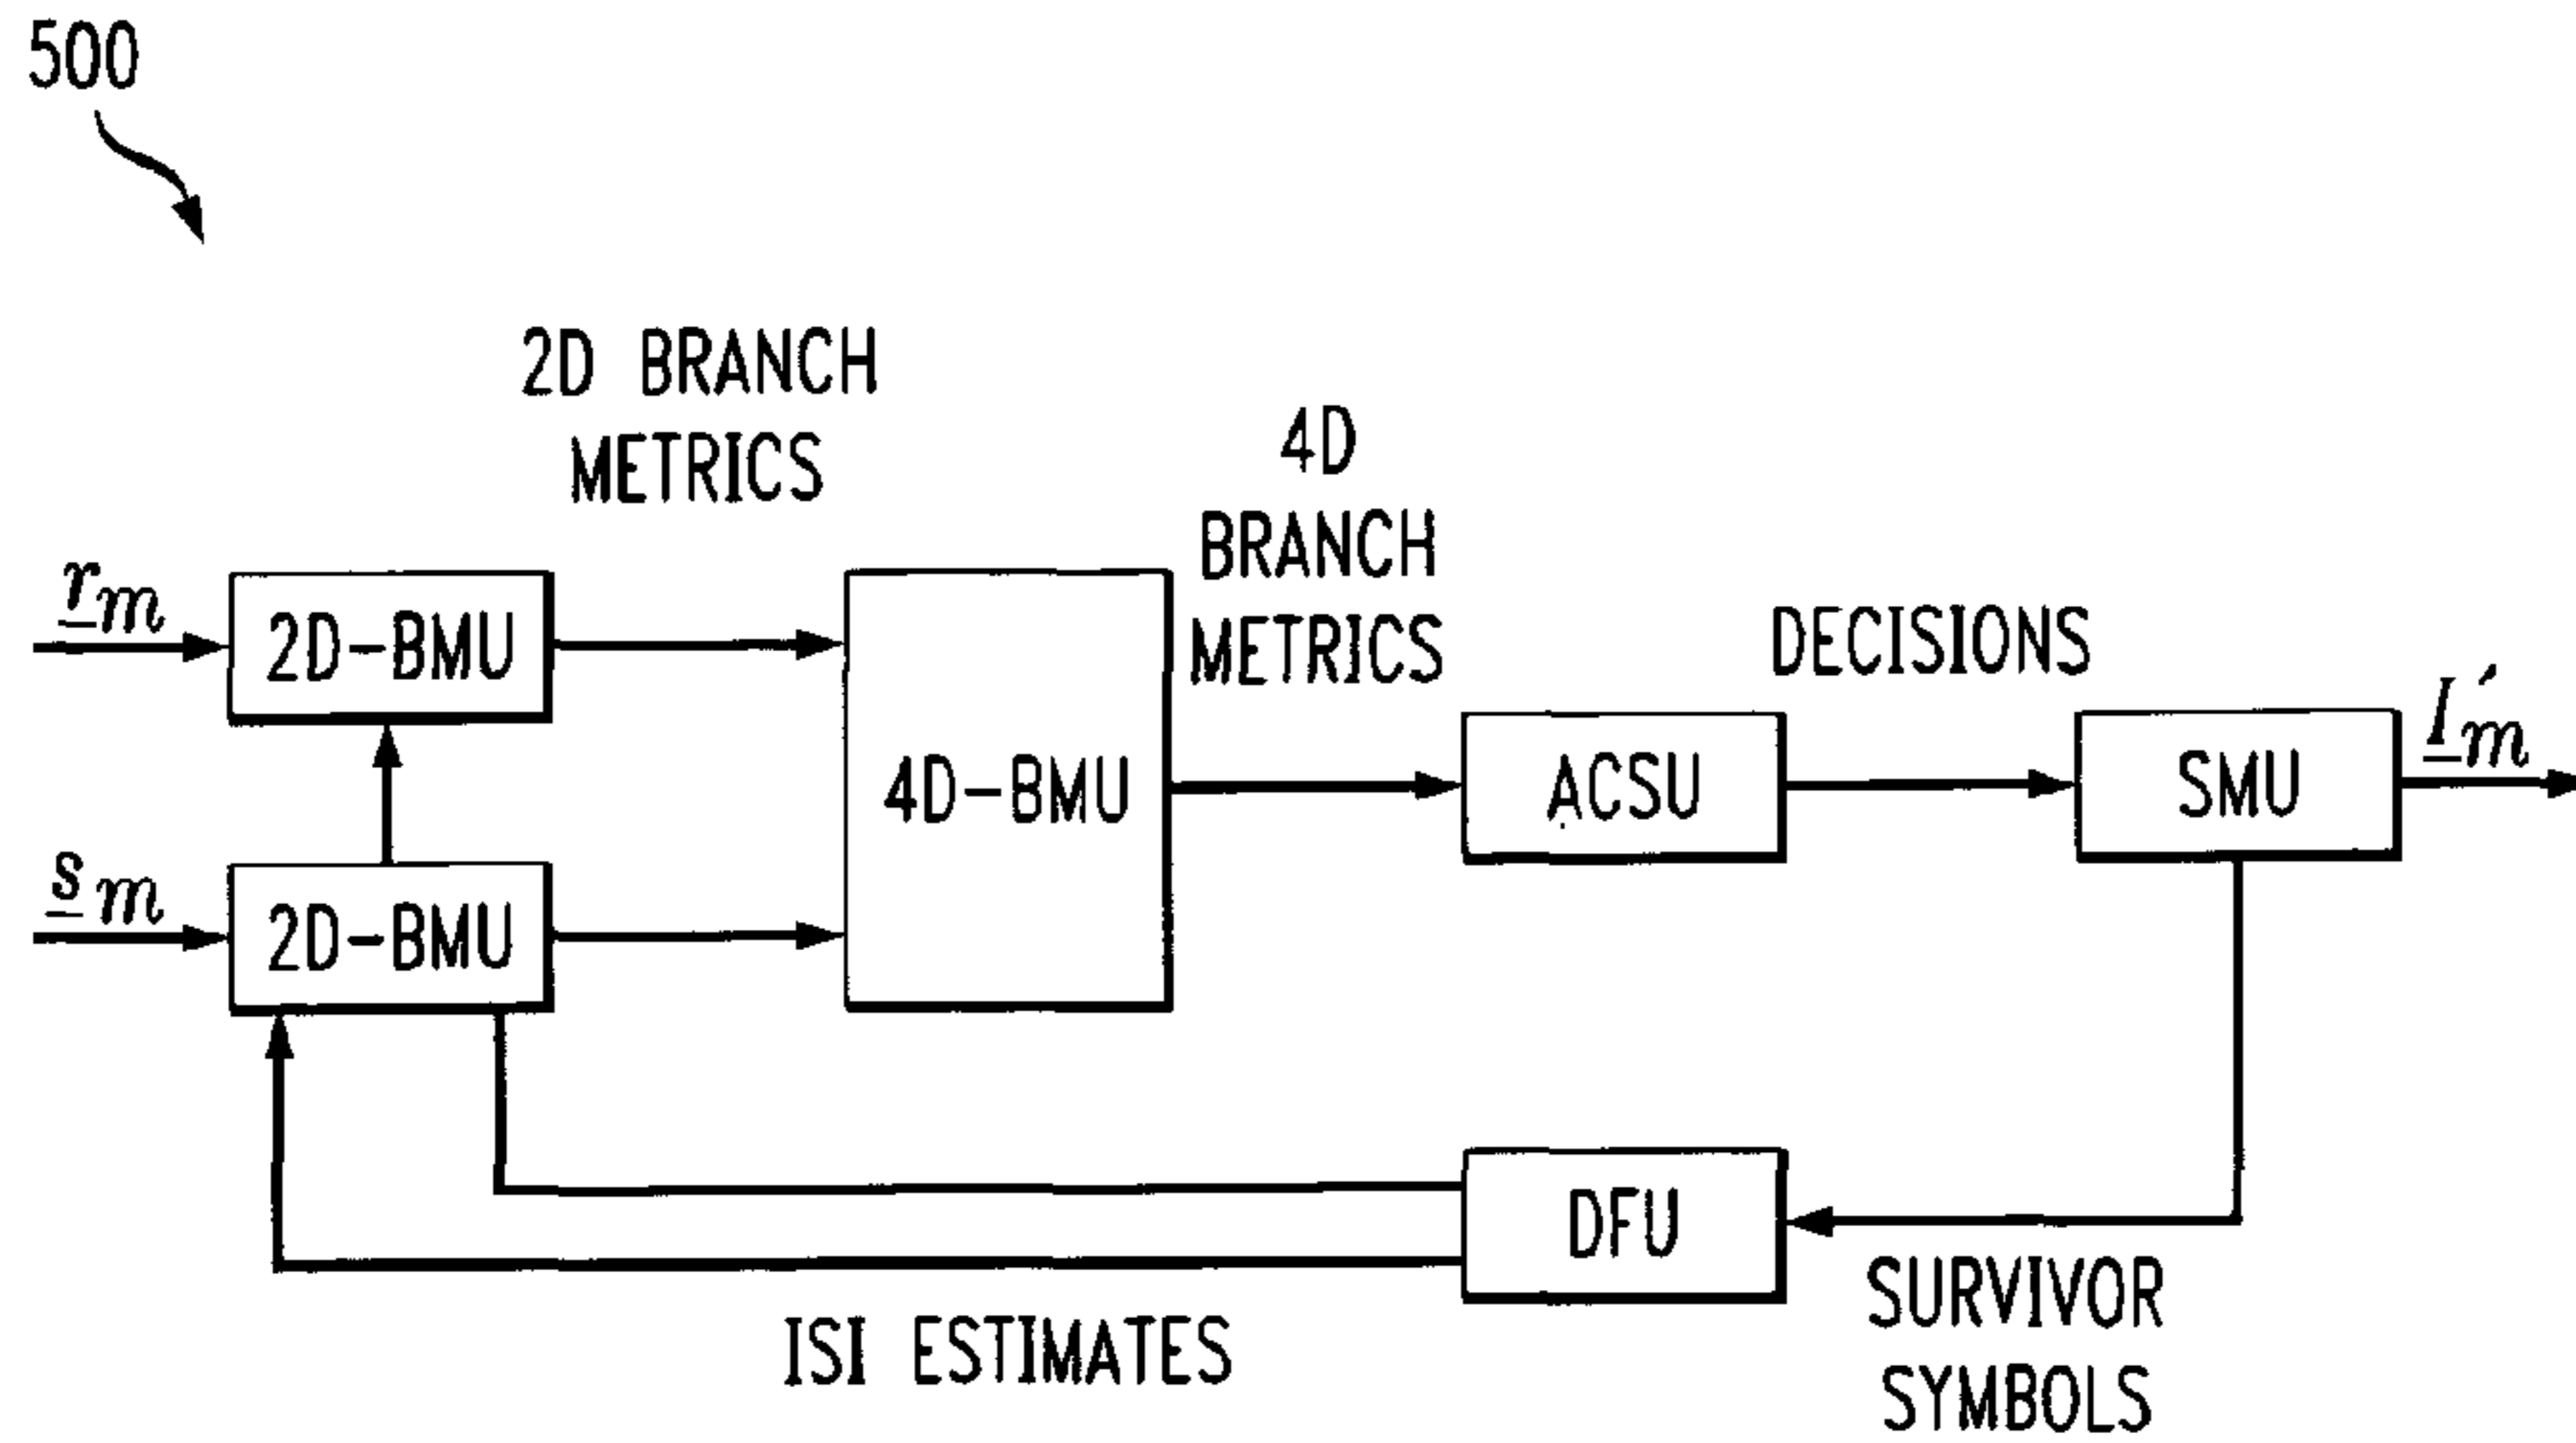 500
2D BRANCH
METRICS
4D
BRANCH
METRICS
DECISIONS
r_m
2D-BMU
s_m
2D-BMU
4D-BMU
ACSU
SMU
I'_m
DFU
SURVIVOR
SYMBOLS
ISI ESTIMATES